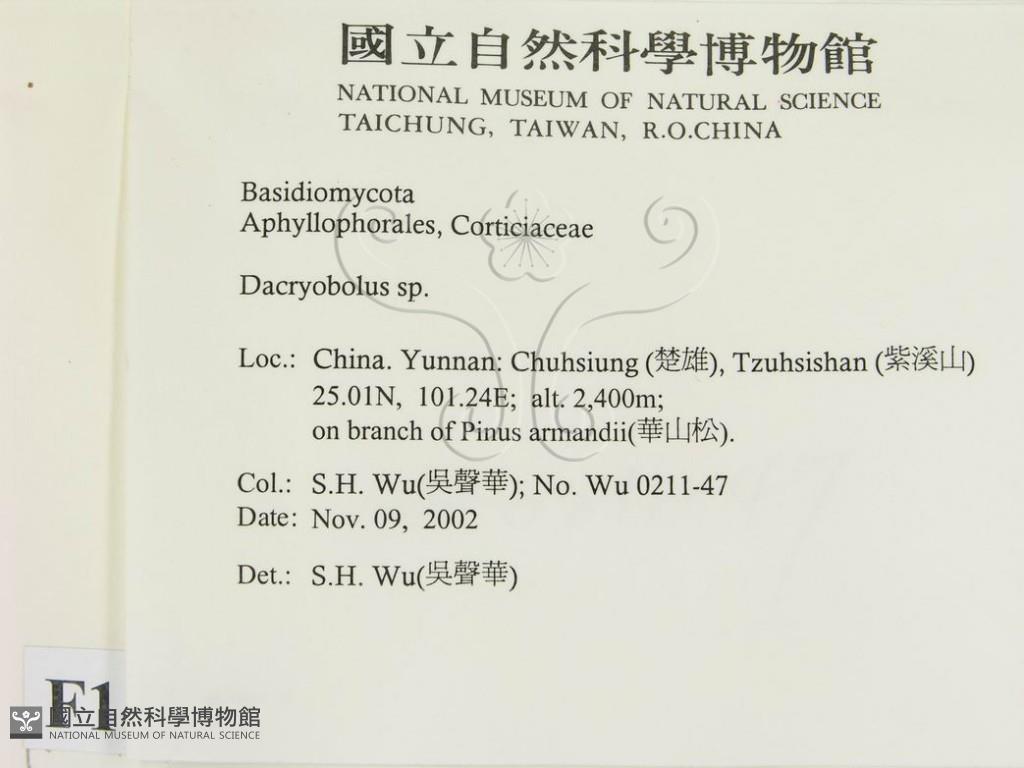 國立自然科學博物館
NATIONAL MUSEUM OF NATURAL SCIENCE
TAICHUNG, TAIWAN, R.O.CHINA
Basidiomycota
Aphyllophorales, Corticiaceae
Dacryobolus sp.
Loc.: China. Yunnan: Chuhsiung (楚雄), Tzuhsishan (紫溪山)
25.01N, 101.24E; alt. 2,400m;
on branch of Pinus armandii(華山松).
Col.: S.H. Wu(吳聲華); No. Wu 0211-47
Date: Nov. 09, 2002
Det.: S.H. Wu(吳聲華)
F1
國立自然科學博物館
NATIONAL MUSEUM OF NATURAL SCIENCE